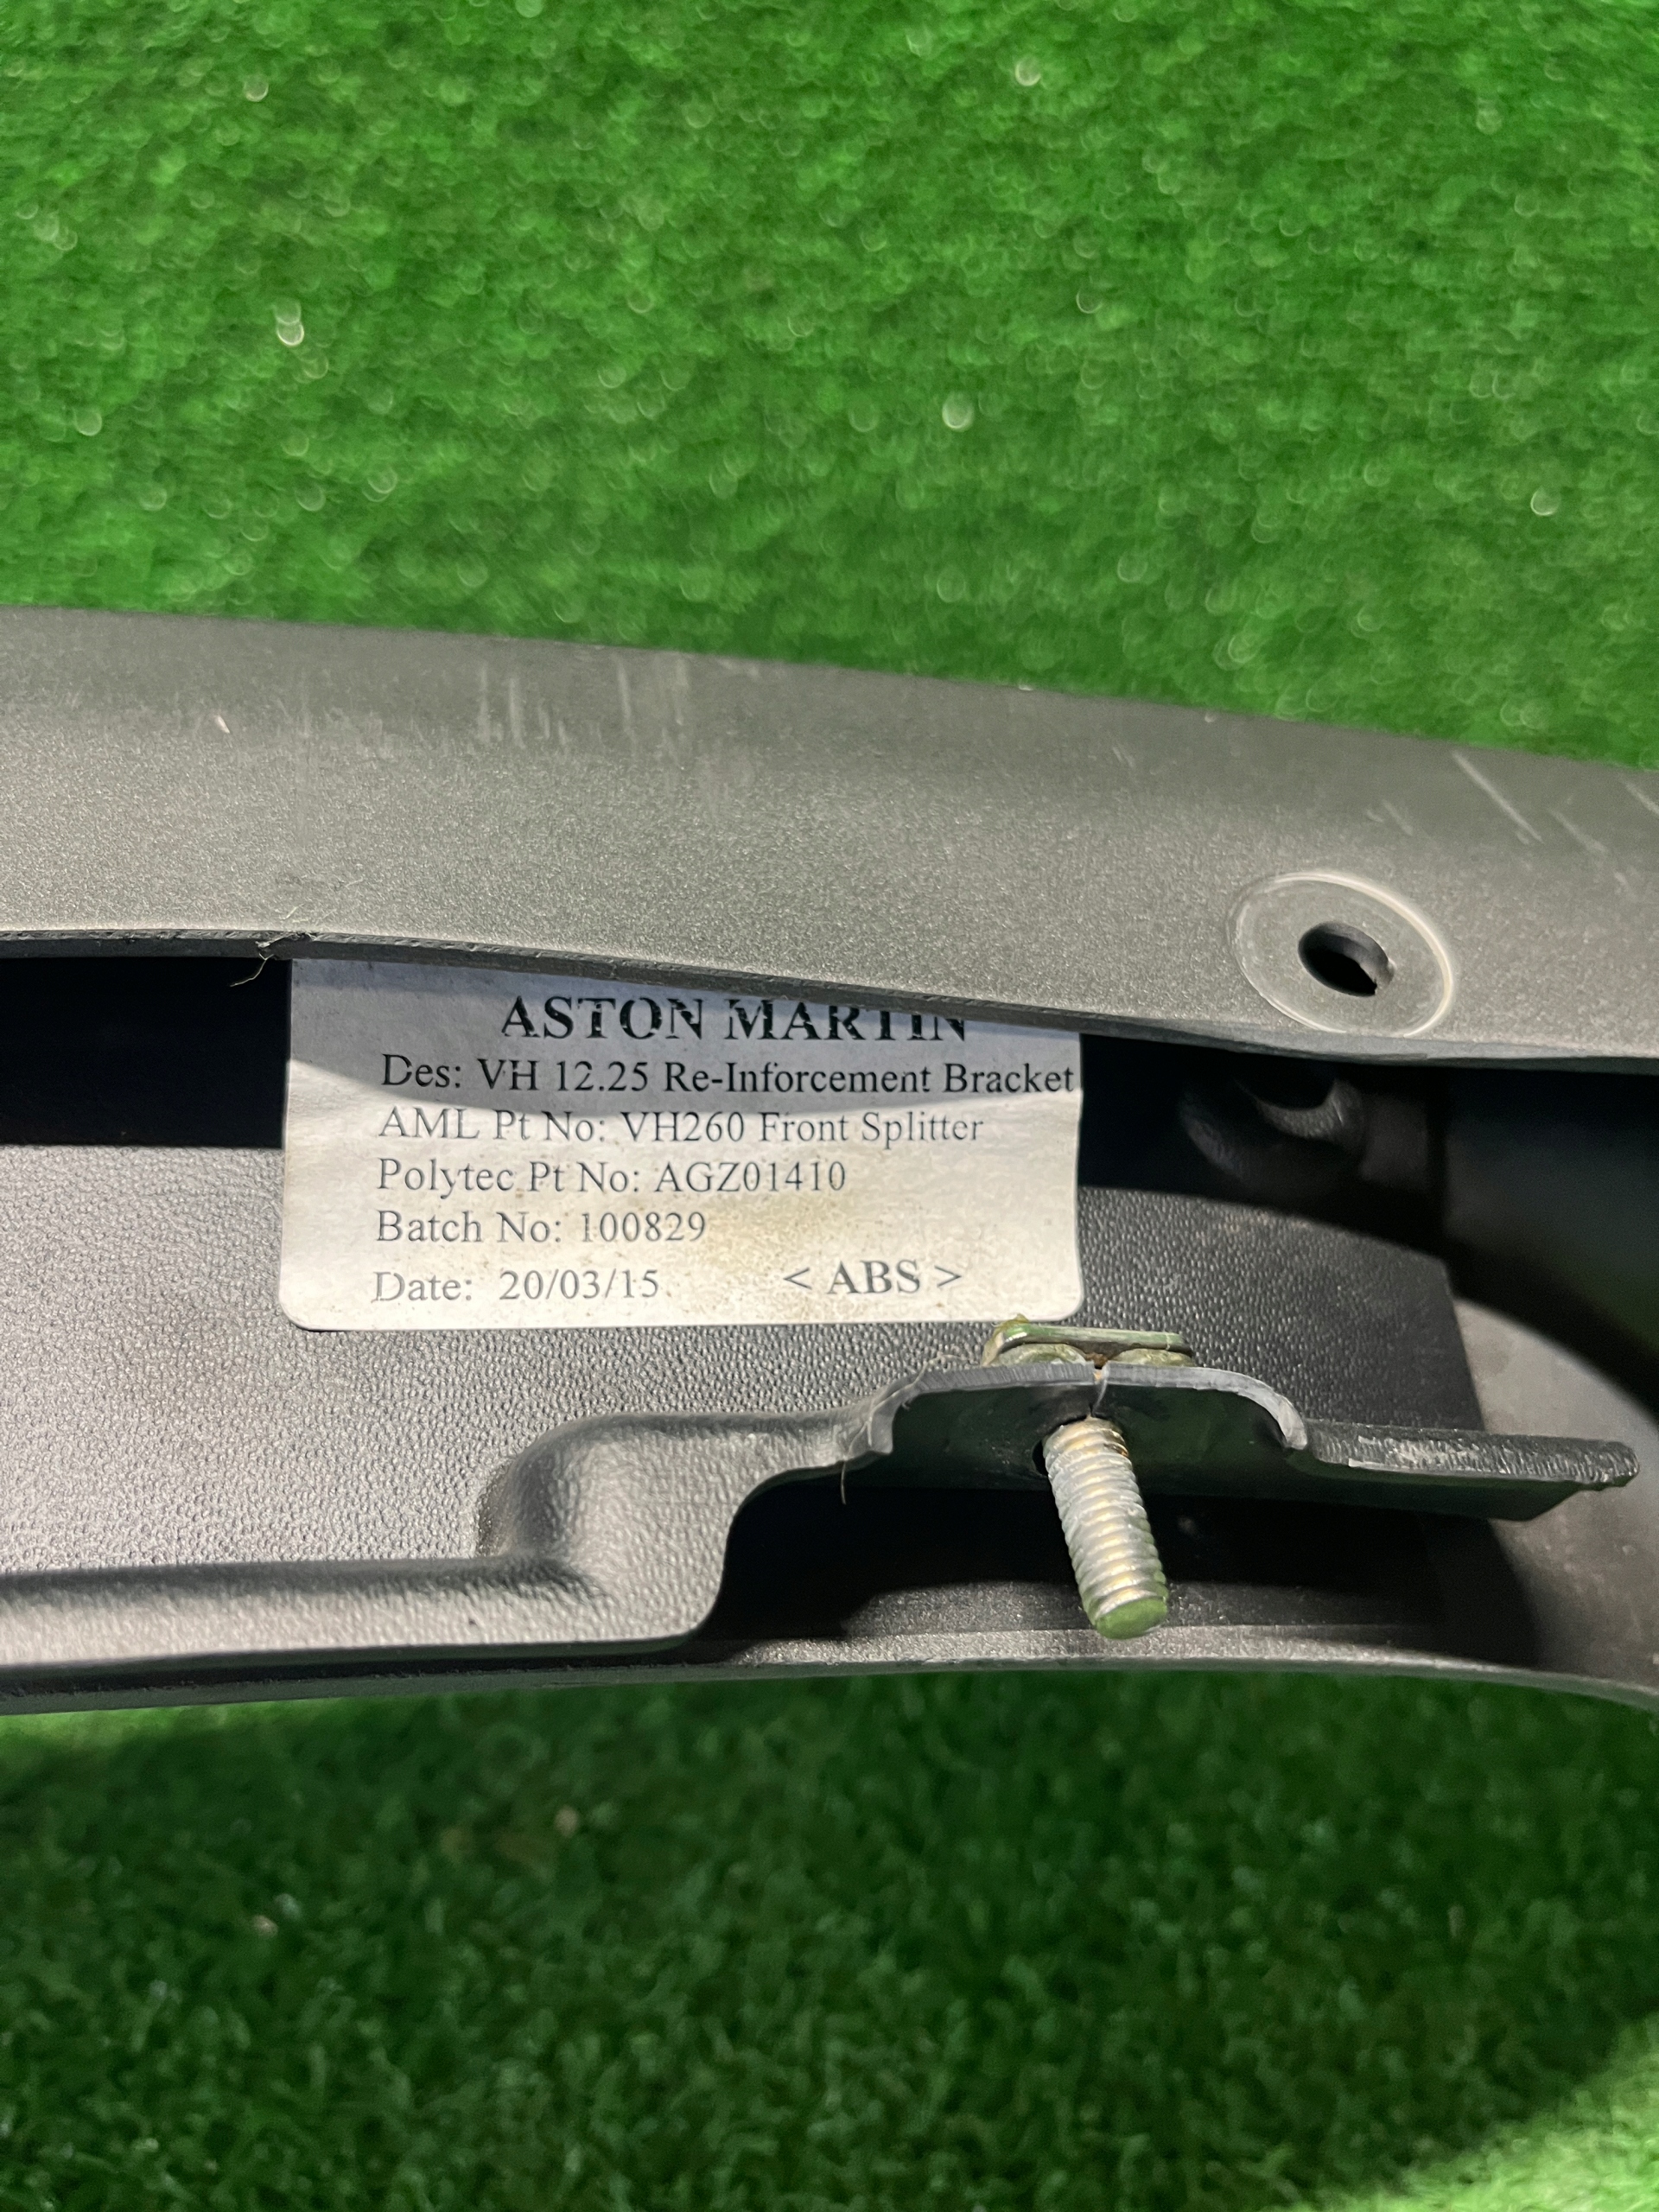 ASTON MARTIN
Des: VH 12.25 Re-Inforcement Bracket
AML Pt No: VH260 Front Splitter
Polytec Pt No: AGZ01410
Batch No: 100829
Date: 20/03/15 < ABS >